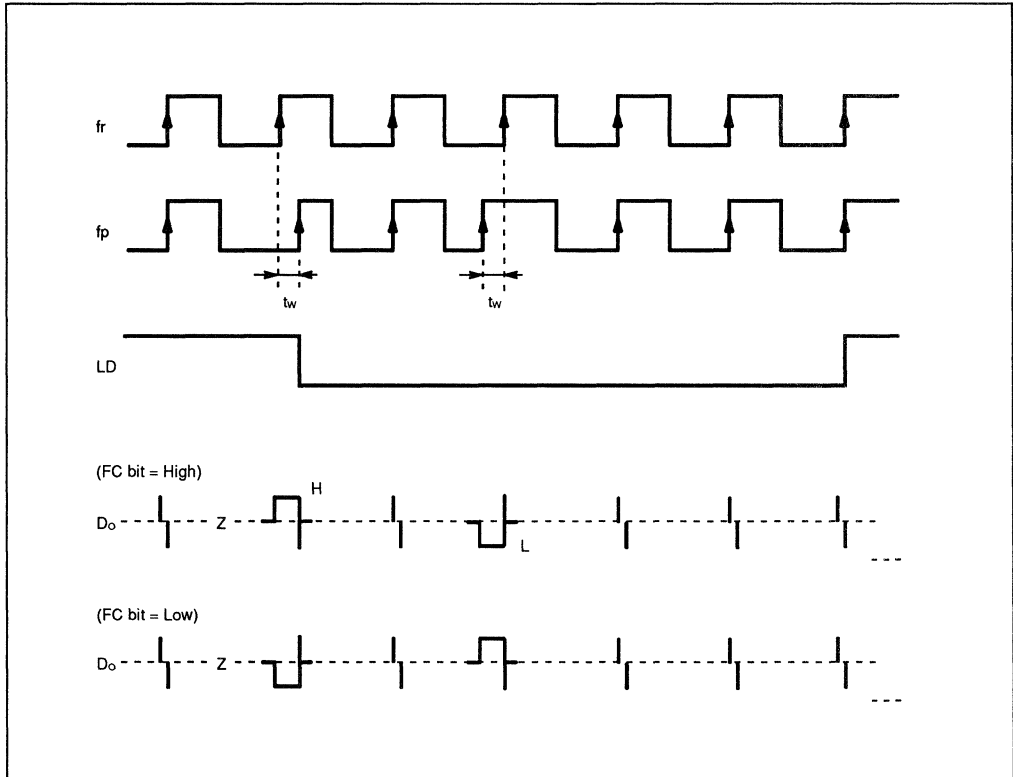 fr
fp
tw
tw
LD
(FC bit = High)
H
Do
Z
L
(FC bit = Low)
Do
Z